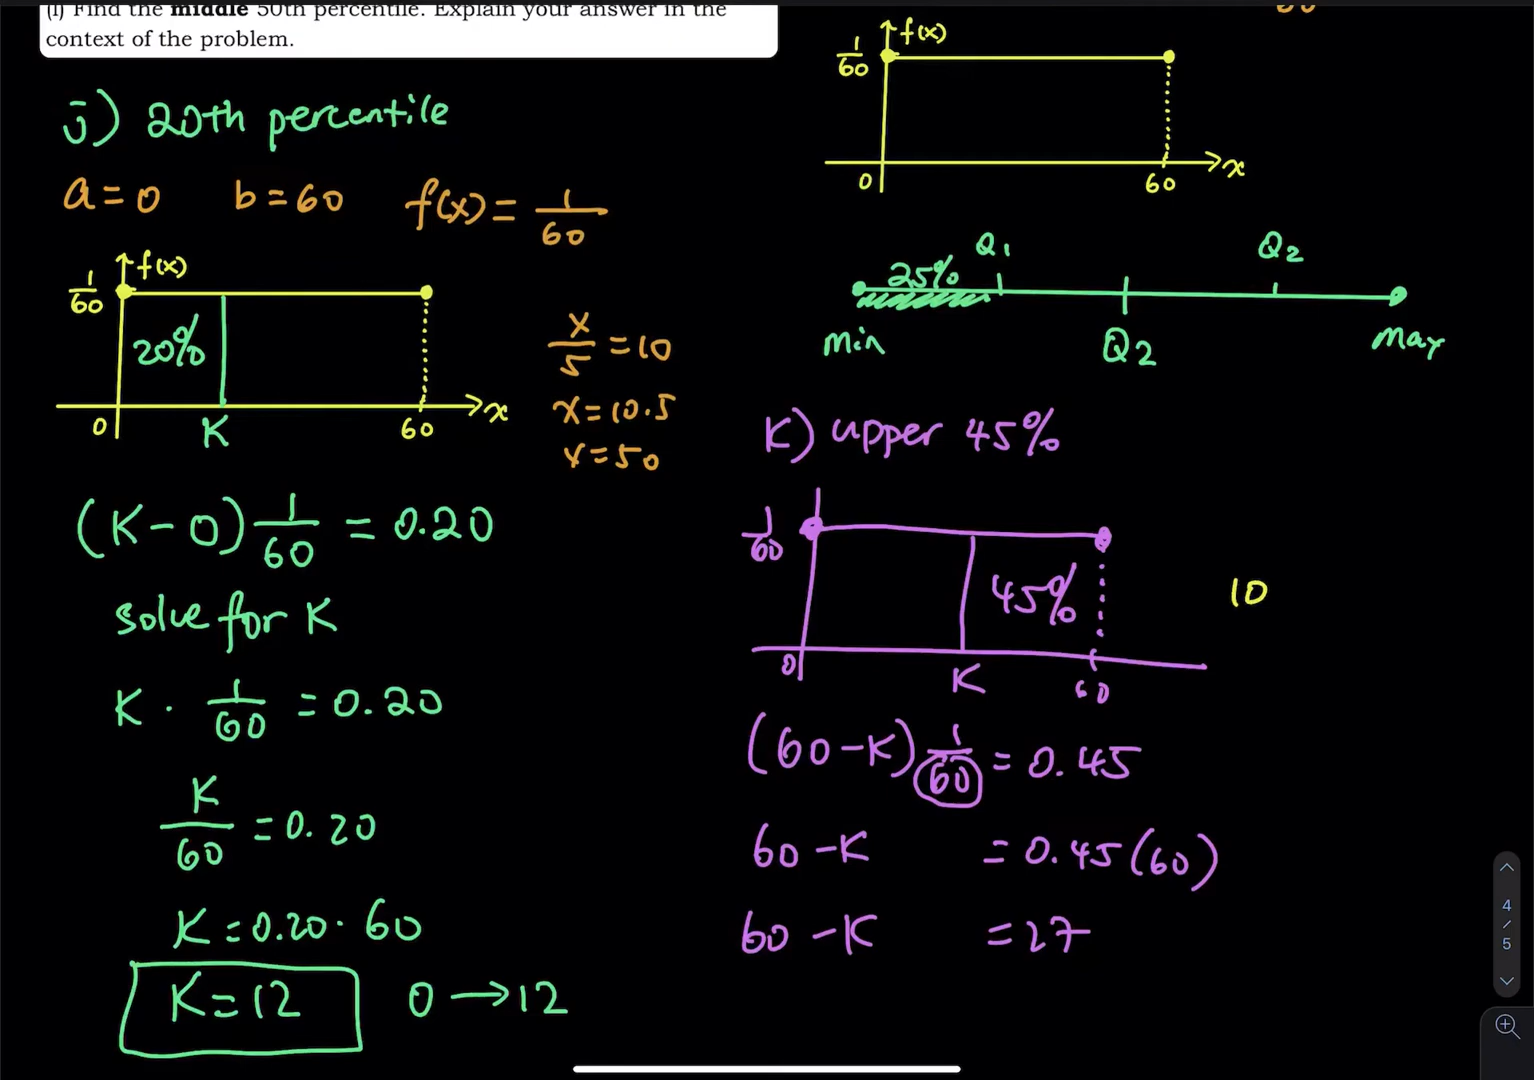 (l) Find the middle 50th percentile. Explain your answer in the
context of the problem.
j) 20th percentile
a = 0 b = 60 f(x) = 1/60
f(x)
1/60
20%
0 K 60 x
x/5 = 10
x = 10.5
x = 50
(K - 0) 1/60 = 0.20
solve for K
K · 1/60 = 0.20
K/60 = 0.20
K = 0.20 · 60
K = 12 0 → 12
60
f(x)
1/60
0 60 x
25% Q1 Q2
min Q2 max
K) upper 45%
1/60
45%
0 K 60
10
(60 - K) 1/60 = 0.45
60 - K = 0.45 (60)
60 - K = 27
4
/
5